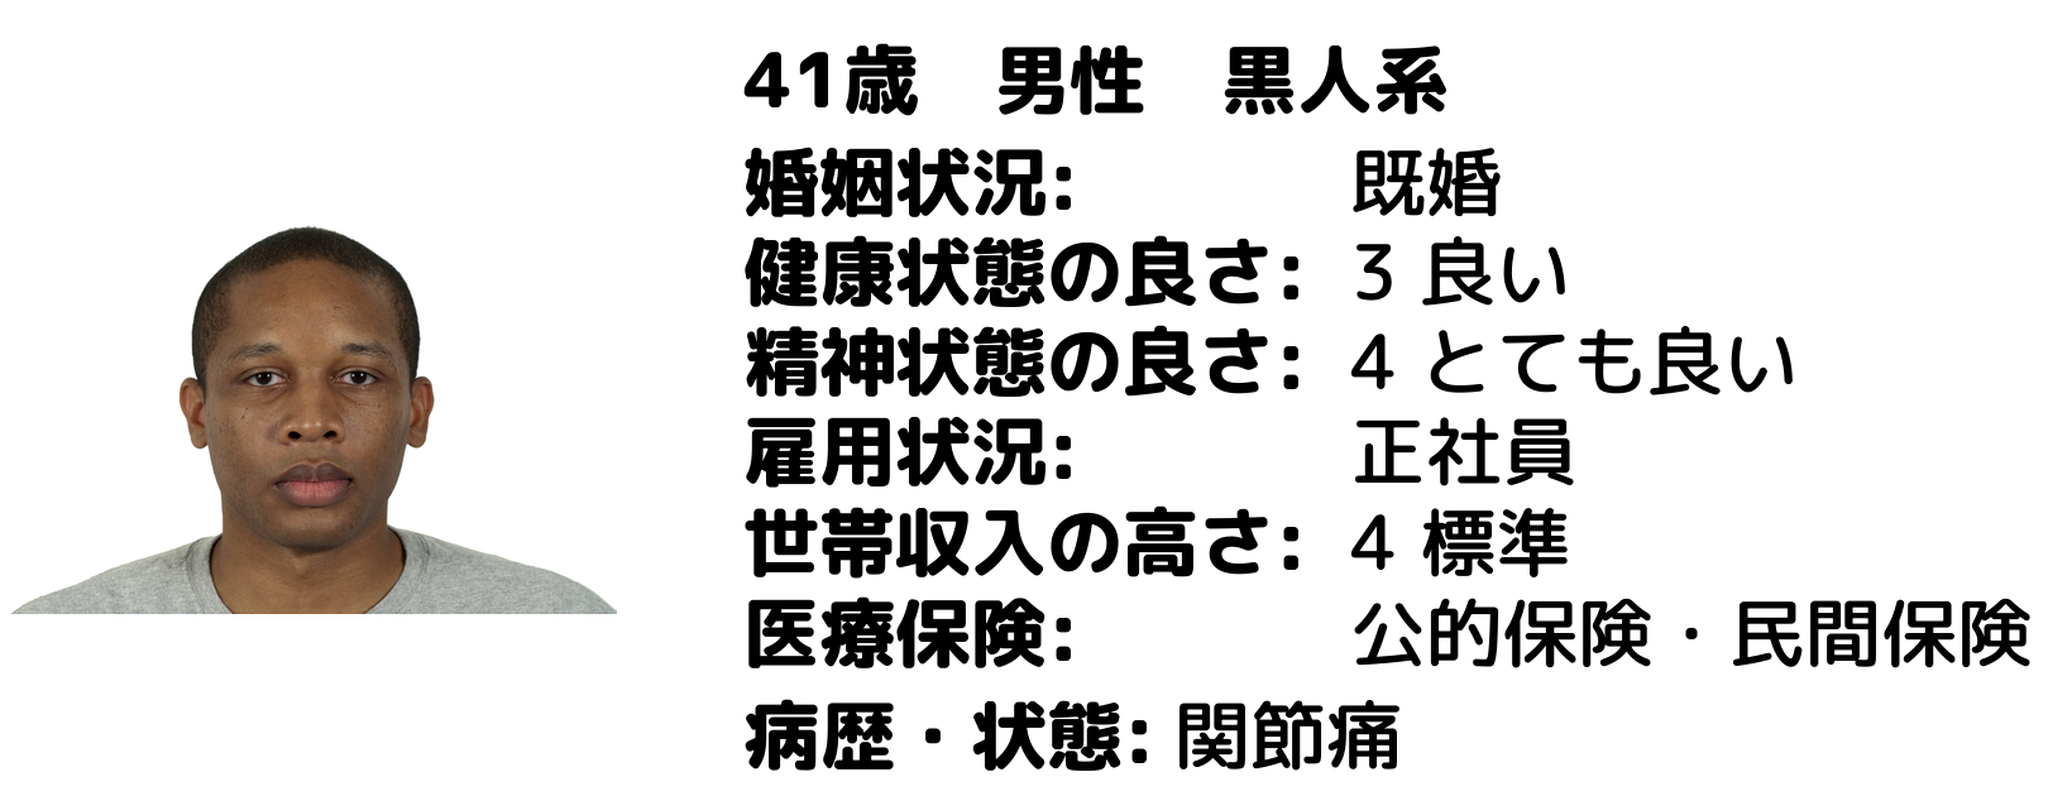 41歳　男性　黒人系
婚姻状況: 既婚
健康状態の良さ: 3 良い
精神状態の良さ: 4 とても良い
雇用状況: 正社員
世帯収入の高さ: 4 標準
医療保険: 公的保険・民間保険
病歴・状態: 関節痛